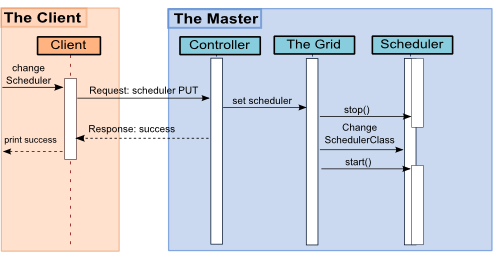 The Client
The Master
Client
Controller
The Grid
Scheduler
change
Scheduler
Request: scheduler PUT
set scheduler
stop()
Change
SchedulerClass
Response: success
print success
start()